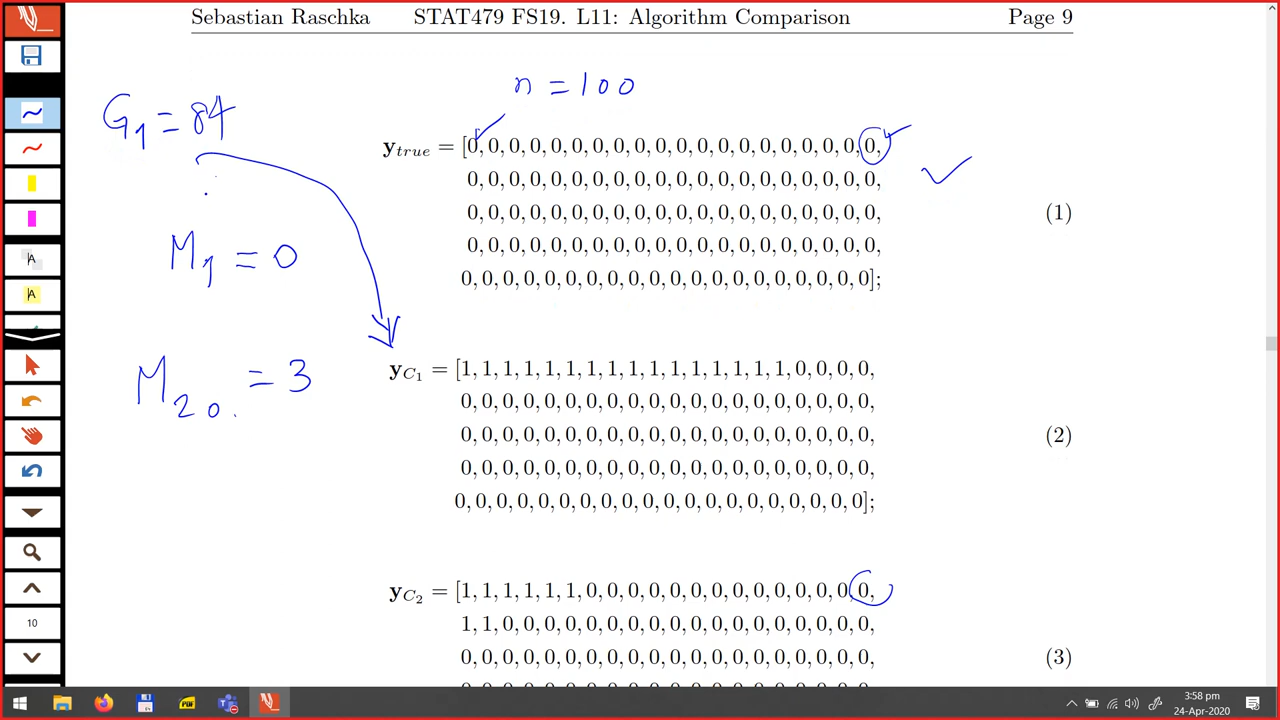 Sebastian Raschka STAT479 FS19. L11: Algorithm Comparison Page 9
n = 100
G1 = 84
ytrue = [0,0,0,0,0,0,0,0,0,0,0,0,0,0,0,0,0,0,0,0,
0,0,0,0,0,0,0,0,0,0,0,0,0,0,0,0,0,0,0,0,
0,0,0,0,0,0,0,0,0,0,0,0,0,0,0,0,0,0,0,0, (1)
0,0,0,0,0,0,0,0,0,0,0,0,0,0,0,0,0,0,0,0,
M1 = 0
0,0,0,0,0,0,0,0,0,0,0,0,0,0,0,0,0,0,0,0];
yC1 = [1,1,1,1,1,1,1,1,1,1,1,1,1,1,1,1,0,0,0,0,
M20. = 3
0,0,0,0,0,0,0,0,0,0,0,0,0,0,0,0,0,0,0,0,
0,0,0,0,0,0,0,0,0,0,0,0,0,0,0,0,0,0,0,0, (2)
0,0,0,0,0,0,0,0,0,0,0,0,0,0,0,0,0,0,0,0,
0,0,0,0,0,0,0,0,0,0,0,0,0,0,0,0,0,0,0,0];
yC2 = [1,1,1,1,1,1,0,0,0,0,0,0,0,0,0,0,0,0,0,0,
1,1,0,0,0,0,0,0,0,0,0,0,0,0,0,0,0,0,0,0,
0,0,0,0,0,0,0,0,0,0,0,0,0,0,0,0,0,0,0,0, (3)
A
A
10
PDF
3:58 pm
24-Apr-2020